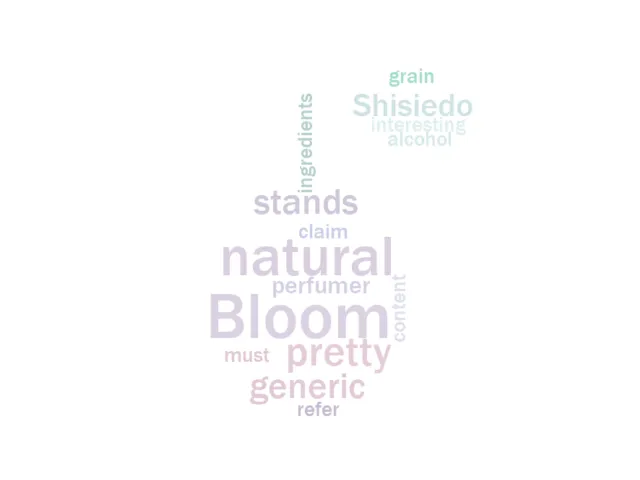 grain
Shisiedo
interesting
alcohol
ingredients
stands
claim
natural
perfumer
content
Bloom
must
pretty
generic
refer